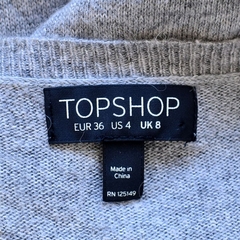 TOPSHOP
EUR 36 US 4 UK 8
Made in
China
RN 125149